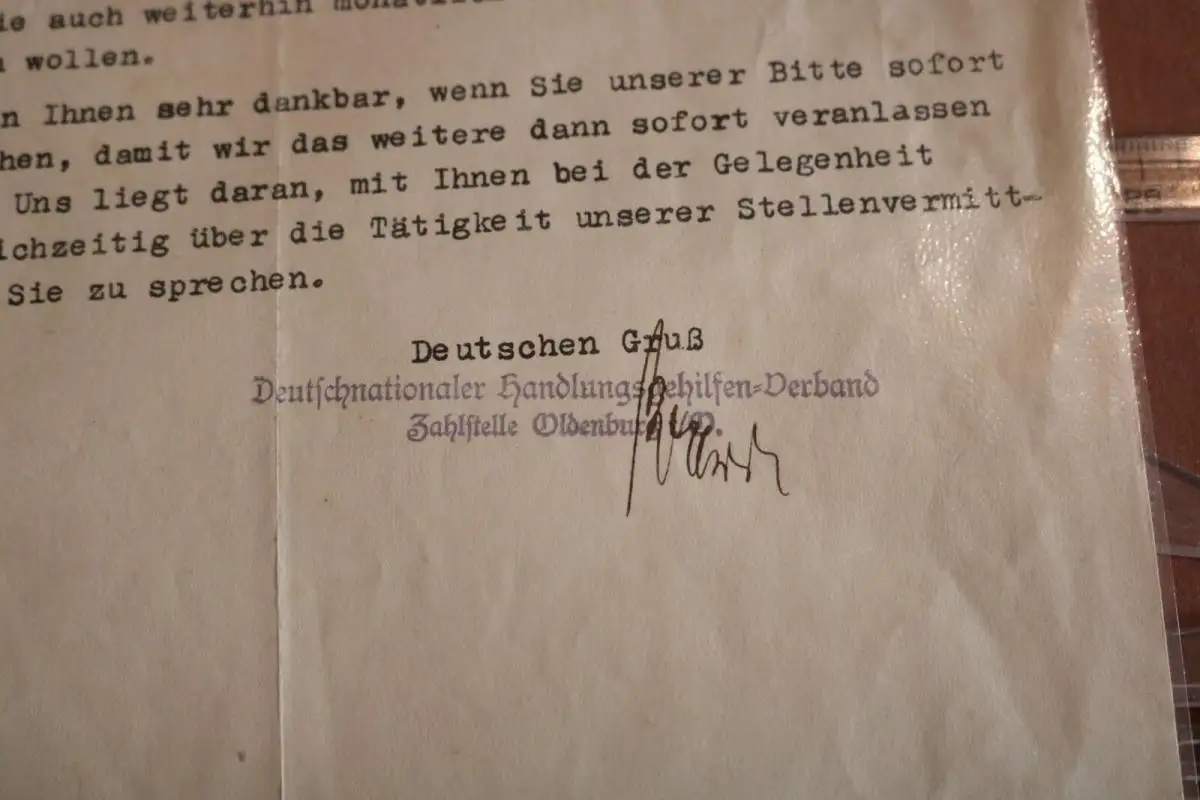 ie auch weiterhin
wollen.
n Ihnen sehr dankbar, wenn Sie unserer Bitte sofort
hen, damit wir das weitere dann sofort veranlassen
Uns liegt daran, mit Ihnen bei der Gelegenheit
ichzeitig über die Tätigkeit unserer Stellenvermitt-
Sie zu sprechen.
Deutschen Gruß
Deutschnationaler Handlungsgehilfen-Verband
Zahlstelle Oldenburg i/O.